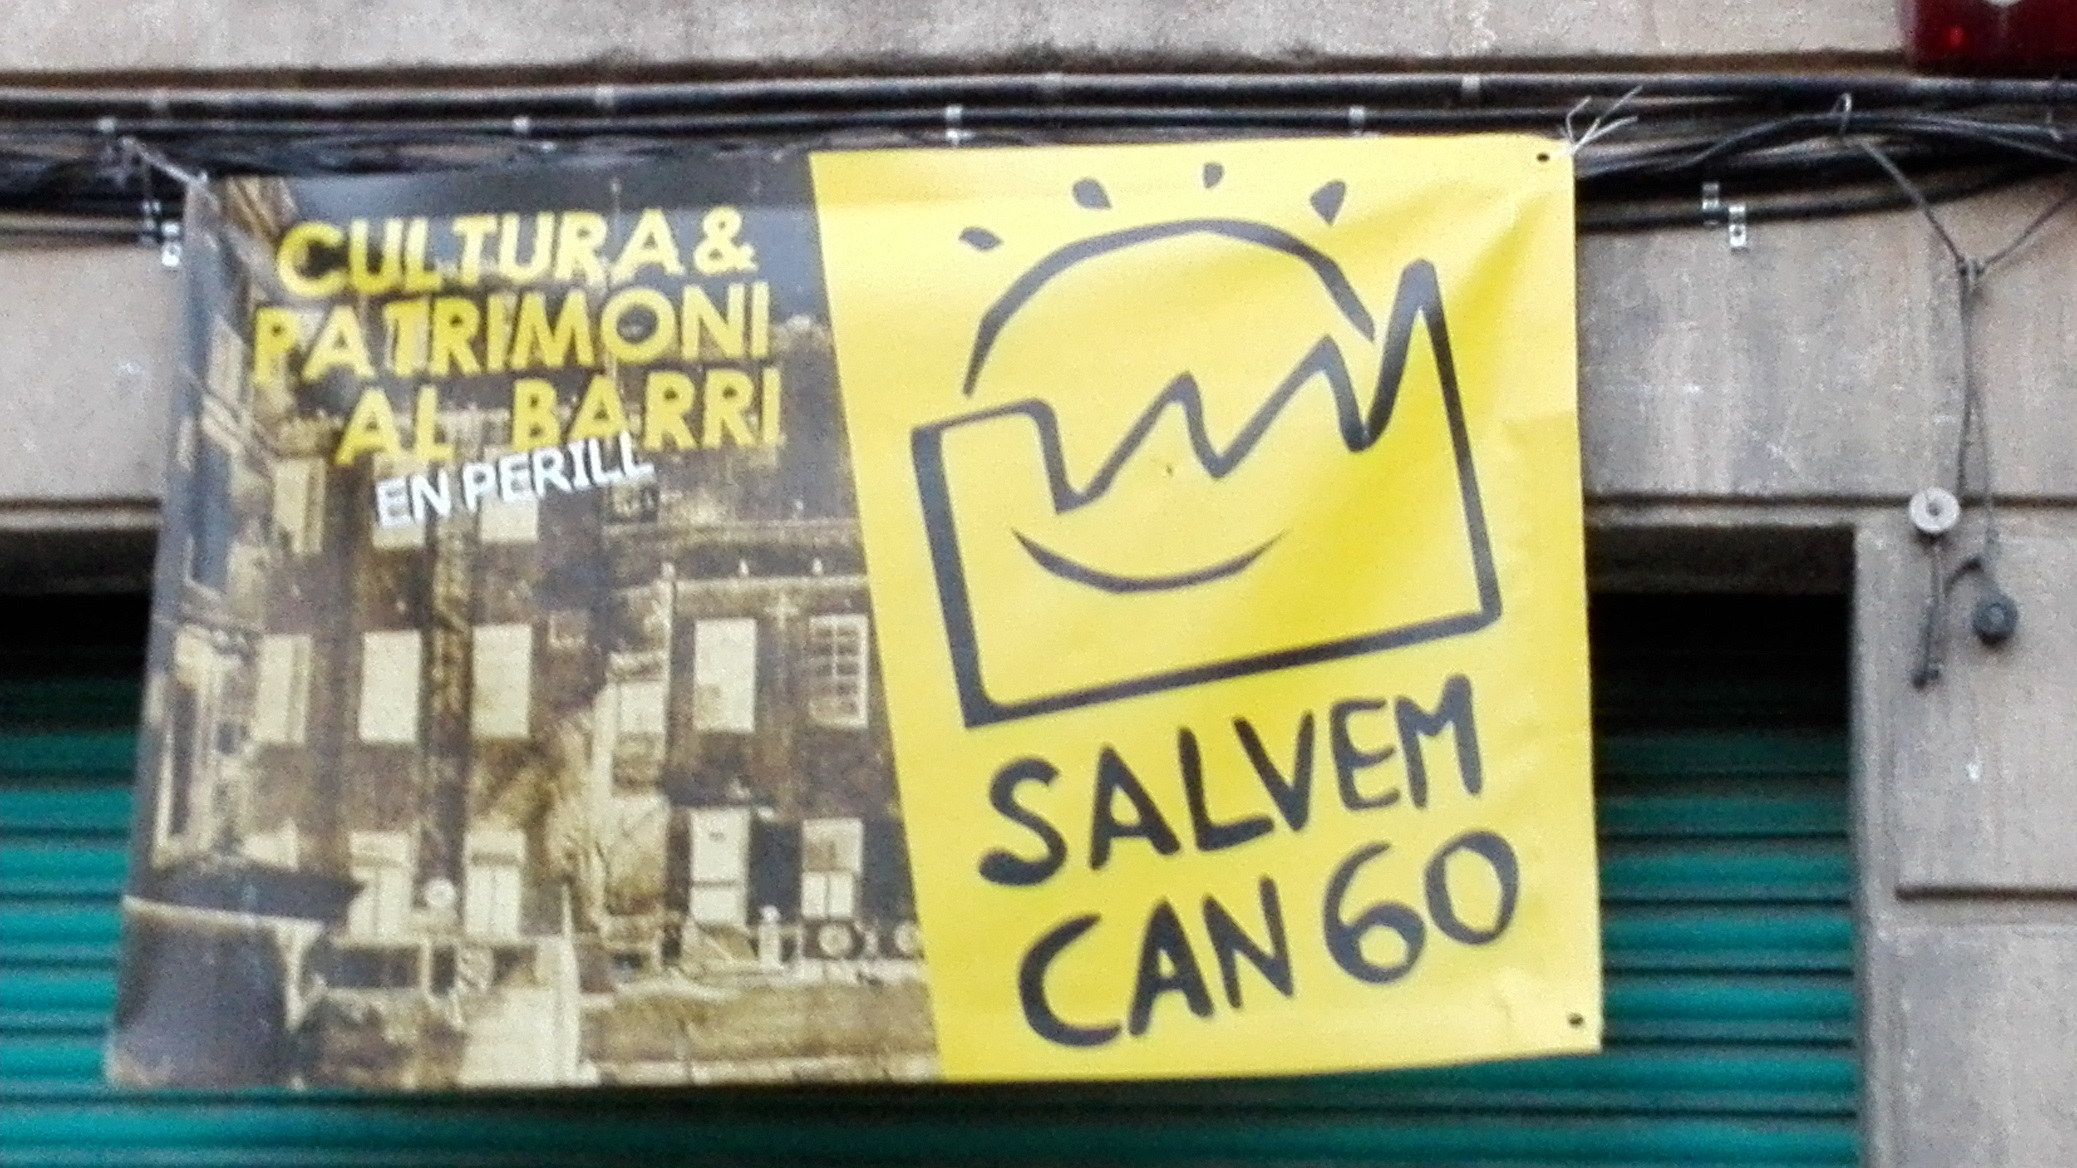 CULTURA &
PATRIMONI
AL BARRI
EN PERILL
SALVEM
CAN 60